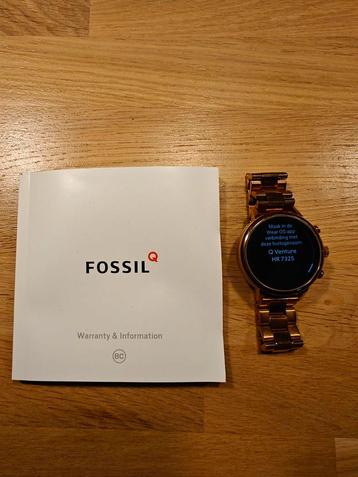 FOSSIL Q
Warranty & Information
BC
Maak in de
Wear OS-app
verbinding met
deze horloge:
Q Venture
HR 7325